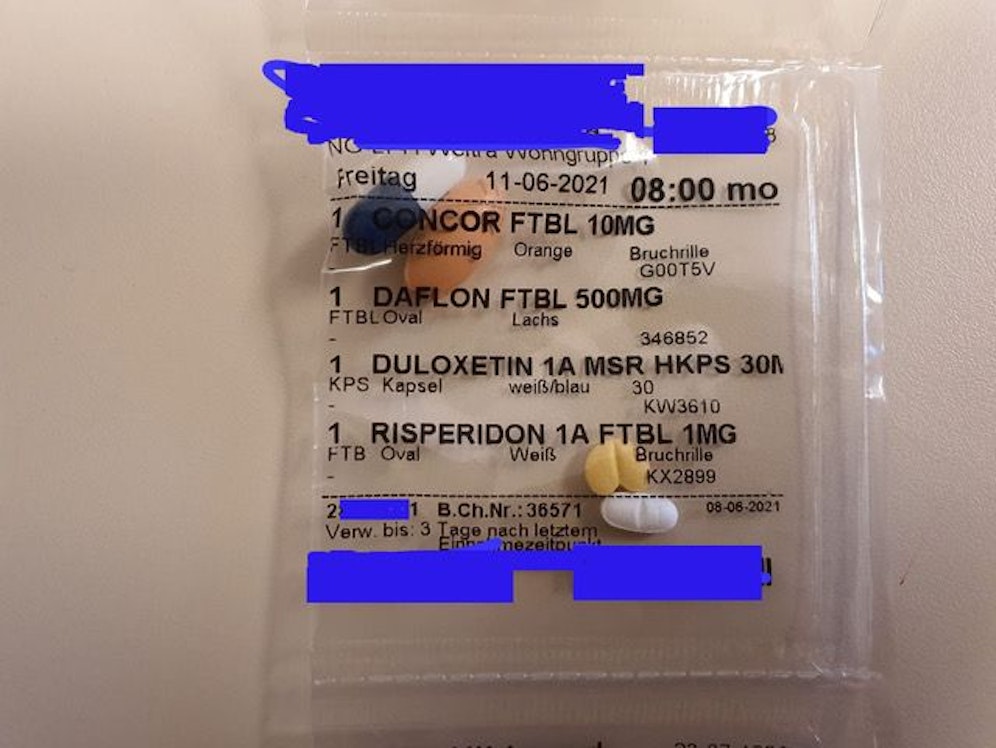 Wohngruppe
Freitag 11-06-2021 08:00 mo
1 CONCOR FTBL 10MG
FTBL Herzförmig Orange Bruchrille
- G00T5V
1 DAFLON FTBL 500MG
FTBL Oval Lachs
- 346852
1 DULOXETIN 1A MSR HKPS 30M
KPS Kapsel weiß/blau 30
- KW3610
1 RISPERIDON 1A FTBL 1MG
FTB Oval Weiß Bruchrille
- KX2899
B.Ch.Nr.: 36571 08-06-2021
Verw. bis: 3 Tage nach letztem